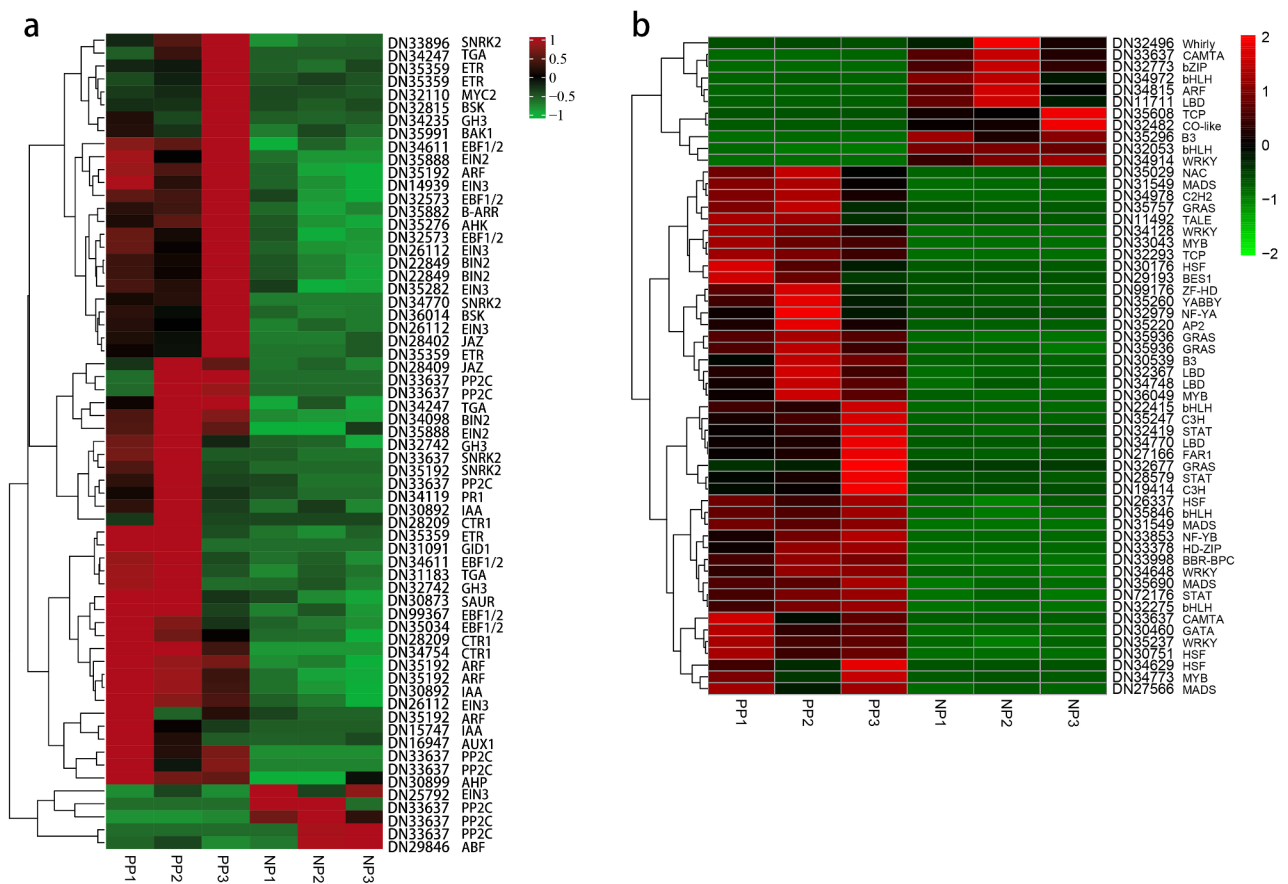 a
DN33896 SNRK2
DN34247 TGA
DN35359 ETR
DN35359 ETR
DN32110 MYC2
DN32815 BSK
DN34235 GH3
DN35991 BAK1
DN34611 EBF1/2
DN35888 EIN2
DN35192 ARF
DN14939 EIN3
DN32573 EBF1/2
DN35882 B-ARR
DN35276 AHK
DN32573 EBF1/2
DN26112 EIN3
DN22849 BIN2
DN22849 BIN2
DN35282 EIN3
DN34770 SNRK2
DN36014 BSK
DN26112 EIN3
DN28402 JAZ
DN35359 ETR
DN28409 JAZ
DN33637 PP2C
DN33637 PP2C
DN34247 TGA
DN34098 BIN2
DN35888 EIN2
DN32742 GH3
DN33637 SNRK2
DN35192 SNRK2
DN33637 PP2C
DN34119 PR1
DN30892 IAA
DN28209 CTR1
DN35359 ETR
DN31091 GID1
DN34611 EBF1/2
DN31183 TGA
DN32742 GH3
DN30873 SAUR
DN99367 EBF1/2
DN35034 EBF1/2
DN28209 CTR1
DN34754 CTR1
DN35192 ARF
DN35192 ARF
DN30892 IAA
DN26112 EIN3
DN35192 ARF
DN15747 IAA
DN16947 AUX1
DN33637 PP2C
DN33637 PP2C
DN30899 AHP
DN25792 EIN3
DN33637 PP2C
DN33637 PP2C
DN33637 PP2C
DN29846 ABF
PP1 PP2 PP3 NP1 NP2 NP3
1
0.5
0
−0.5
−1
b
DN32496 Whirly
DN33637 CAMTA
DN32773 bZIP
DN34972 bHLH
DN34815 ARF
DN11711 LBD
DN35608 TCP
DN32482 CO-like
DN35296 B3
DN32053 bHLH
DN34914 WRKY
DN35029 NAC
DN31549 MADS
DN34978 C2H2
DN35757 GRAS
DN11492 TALE
DN34128 WRKY
DN33043 MYB
DN32293 TCP
DN30176 HSF
DN29193 BES1
DN99176 ZF-HD
DN35260 YABBY
DN32979 NF-YA
DN35220 AP2
DN35936 GRAS
DN35936 GRAS
DN30539 B3
DN32367 LBD
DN34748 LBD
DN36049 MYB
DN22415 bHLH
DN35247 C3H
DN32419 STAT
DN34770 LBD
DN27166 FAR1
DN32677 GRAS
DN28579 STAT
DN19414 C3H
DN26337 HSF
DN35846 bHLH
DN31549 MADS
DN33853 NF-YB
DN33378 HD-ZIP
DN33998 BBR-BPC
DN34648 WRKY
DN35690 MADS
DN72176 STAT
DN32275 bHLH
DN33637 CAMTA
DN30460 GATA
DN35237 WRKY
DN30751 HSF
DN34629 HSF
DN34773 MYB
DN27566 MADS
PP1 PP2 PP3 NP1 NP2 NP3
2
1
0
−1
−2